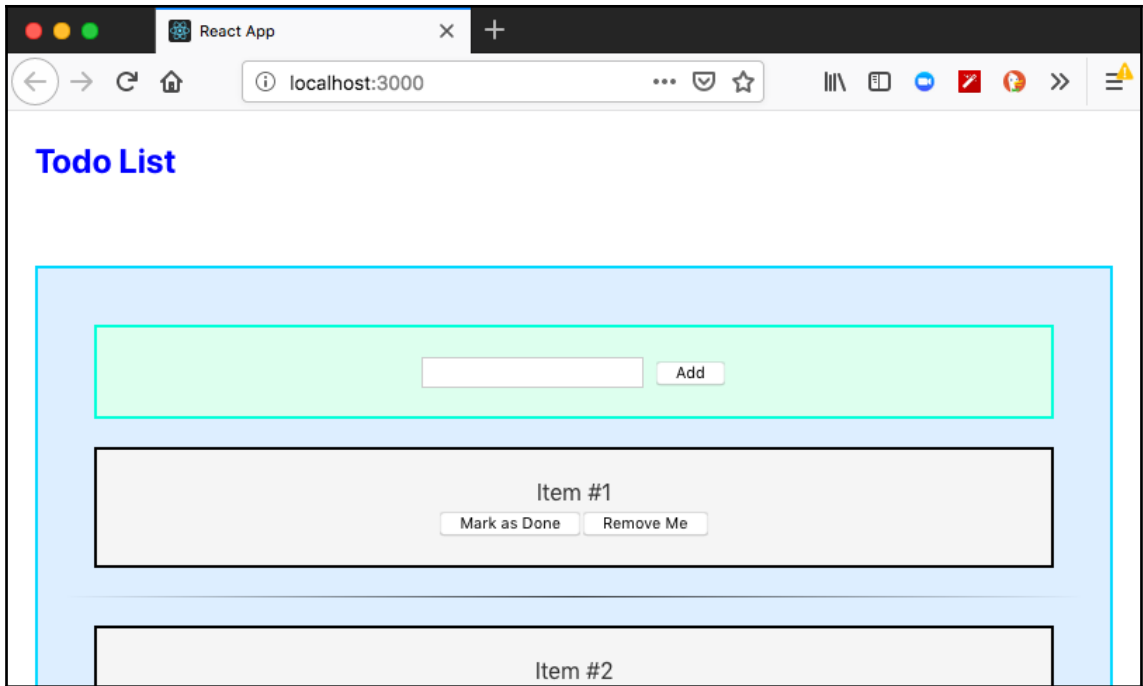 React App
localhost:3000
Todo List
Add
Item #1
Mark as Done Remove Me
Item #2